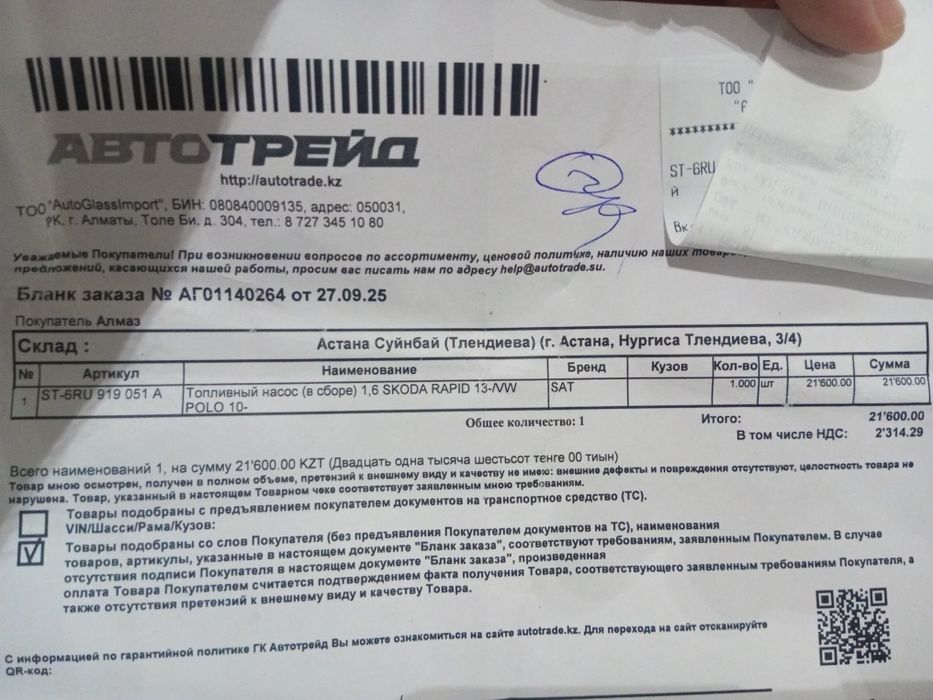 АВТОТРЕЙД
http://autotrade.kz
ТОО "AutoGlassImport", БИН: 080840009135, адрес: 050031,
РК, г. Алматы, Толе Би, д. 304, тел.: 8 727 345 10 80
ТОО "
*********
ST-6RU
й
Вк
Уважаемые Покупатели! При возникновении вопросов по ассортименту, ценовой политике, наличию наших
предложений, касающихся нашей работы, просим вас писать нам по адресу help@autotrade.su.
Бланк заказа № АГ01140264 от 27.09.25
Покупатель Алмаз
Склад : Астана Суйнбай (Тлендиева) (г. Астана, Нургиса Тлендиева, 3/4)
№ Артикул Наименование Бренд Кузов Кол-во Ед. Цена Сумма
1 ST-6RU 919 051 A Топливный насос (в сборе) 1,6 SKODA RAPID 13-/VW SAT 1.000 шт 21'600.00 21'600.00
POLO 10-
Общее количество: 1 Итого: 21'600.00
В том числе НДС: 2'314.29
Всего наименований 1, на сумму 21'600.00 KZT (Двадцать одна тысяча шестьсот тенге 00 тиын)
Товар мною осмотрен, получен в полном объеме, претензий к внешнему виду и качеству не имею: внешние дефекты и повреждения отсутствуют, целостность товара не
нарушена. Товар, указанный в настоящем Товарном чеке соответствует заявленным мною требованиям.
Товары подобраны с предъявлением покупателем документов на транспортное средство (ТС).
VIN/Шасси/Рама/Кузов:
Товары подобраны со слов Покупателя (без предъявления Покупателем документов на ТС), наименования
товаров, артикулы, указанные в настоящем документе "Бланк заказа", соответствуют требованиям, заявленным Покупателем. В случае
отсутствия подписи Покупателя в настоящем документе "Бланк заказа", произведенная
оплата Товара Покупателем считается подтверждением факта получения Товара, соответствующего заявленным требованиям Покупателя, а
также отсутствия претензий к внешнему виду и качеству Товара.
С информацией по гарантийной политике ГК Автотрейд Вы можете ознакомиться на сайте autotrade.kz. Для перехода на сайт отсканируйте
QR-код: